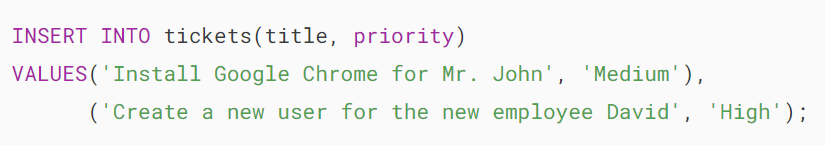 INSERT INTO tickets(title, priority)
VALUES('Install Google Chrome for Mr. John', 'Medium'),
('Create a new user for the new employee David', 'High');